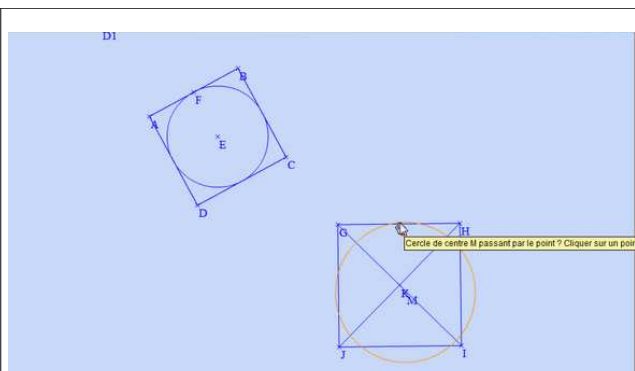 D1
B
F
A
E
C
D
G
H
Cercle de centre M passant par le point ? Cliquer sur un poi
K
M
J
I